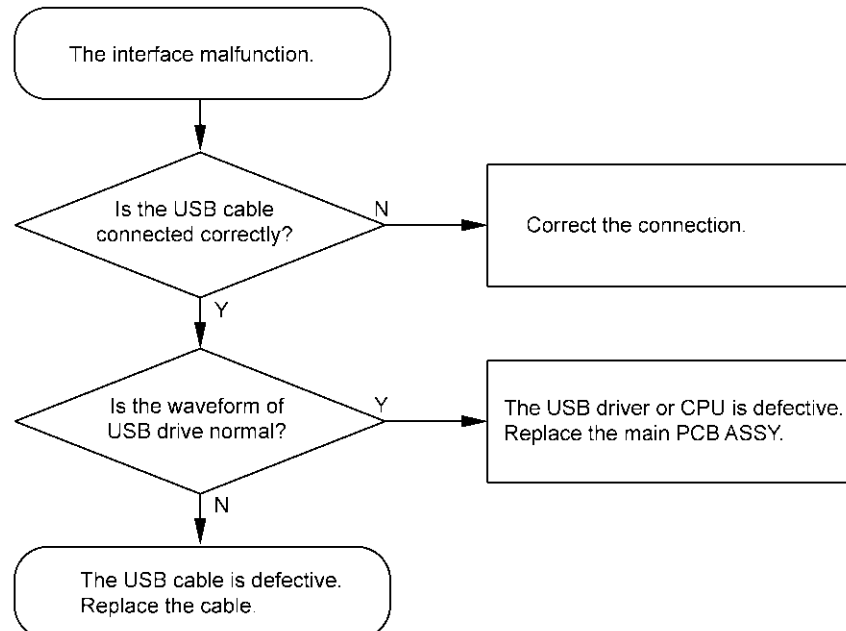 The interface malfunction.
Is the USB cable
connected correctly?
N
Correct the connection.
Y
Is the waveform of
USB drive normal?
Y
The USB driver or CPU is defective.
Replace the main PCB ASSY.
N
The USB cable is defective.
Replace the cable.